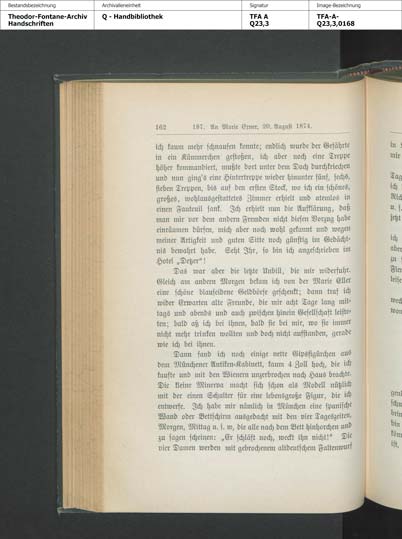 Bestandsbezeichnung
Theodor-Fontane-Archiv
Handschriften
Archivalieneinheit
Q - Handbibliothek
Signatur
TFA A
Q23,3
Image-Bezeichnung
TFA-A-
Q23,3,0168
162 187. An Marie Exner, 20. August 1874.
ich kaum mehr schnaufen konnte; endlich wurde der Gefährte
in ein Kämmerchen gestoßen, ich aber noch eine Treppe
höher kommandiert, mußte dort unter dem Dach durchkriechen
und nun ging's eine Hintertreppe wieder hinunter fünf, sechs,
sieben Treppen, bis auf den ersten Stock, wo ich ein schönes,
großes, wohlausgestattetes Zimmer erhielt und atemlos in
einen Fauteuil sank. Ich erhielt nun die Aufklärung, daß
man mir vor dem andern Fremden nicht diesen Vorzug habe
einräumen dürfen, mich aber noch wohl gekannt und wegen
meiner Artigkeit und guten Sitte noch günstig im Gedächt-
nis bewahrt habe. Seht Ihr, so bin ich angeschrieben im
Hotel „Detzer“!
Das war aber die letzte Unbill, die mir widerfuhr.
Gleich am andern Morgen bekam ich von der Marie
eine schöne blauseidene Geldbörse geschenkt; dann traf ich
wider Erwarten alte Freunde, die mir acht Tage lang mit-
tags und abends und auch zwischen hinein Gesellschaft leiste-
ten; bald aß ich bei ihnen, bald sie bei mir, wo sie immer
nicht mehr trinken wollten und doch nicht aufstanden, gerade
wie ich bei ihnen.
Dann fand ich noch einige nette Gipsfigürchen aus
dem Münchener Antiken-Kabinett, kaum 4 Zoll hoch, die ich
kaufte und mit den Wienern unzerbrochen nach Haus brachte.
Die kleine Minerva macht sich schon als Modell nützlich
mit der einen Schulter für eine lebensgroße Figur, die ich
entwerfe. Ich habe mir nämlich in München eine spanische
Wand oder Bettschirm ausgedacht mit den vier Tageszeiten,
Morgen, Mittag u. s. w., die alle nach dem Bett hinhorchen und
zu sagen scheinen: „Er schläft noch, weckt ihn nicht!“ Die
vier Damen werden mit gebrochenem altdeutschem Faltenwurf